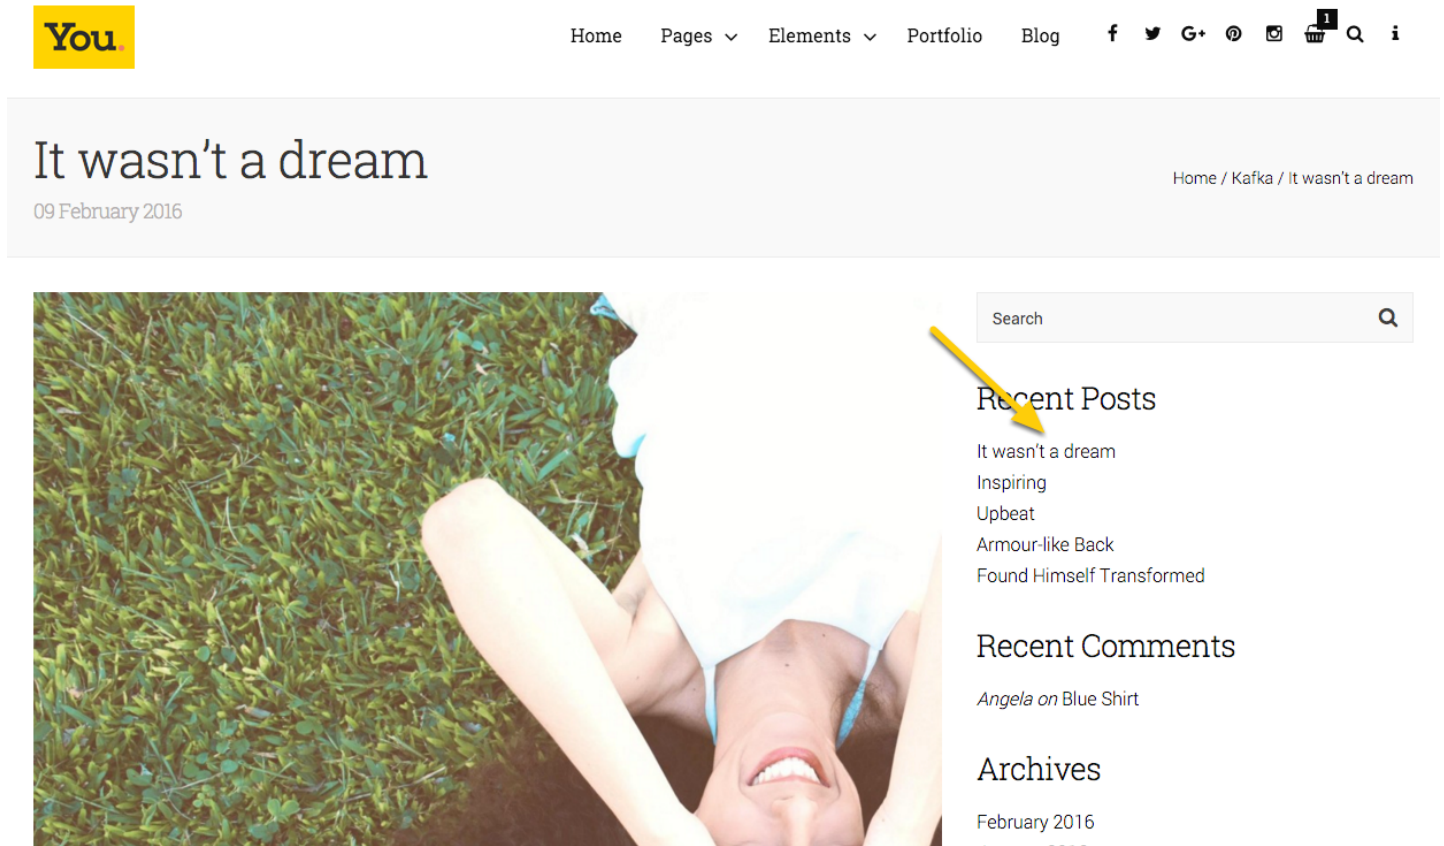 You.
Home Pages Elements Portfolio Blog
1
It wasn't a dream
09 February 2016
Home / Kafka / It wasn't a dream
Search
Recent Posts
It wasn't a dream
Inspiring
Upbeat
Armour-like Back
Found Himself Transformed
Recent Comments
Angela on Blue Shirt
Archives
February 2016